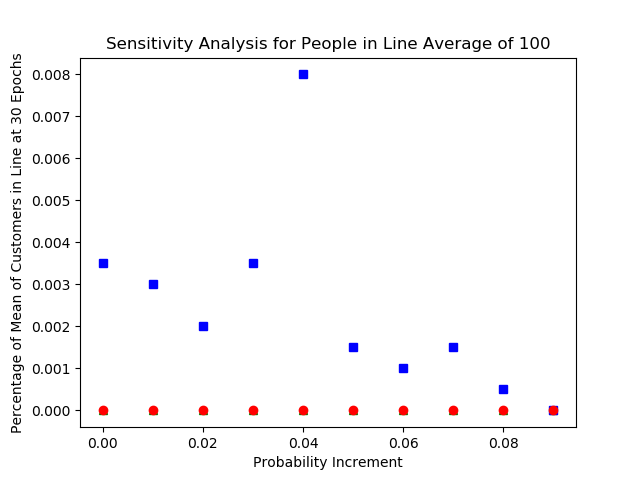 Sensitivity Analysis for People in Line Average of 100
Percentage of Mean of Customers in Line at 30 Epochs
0.008
0.007
0.006
0.005
0.004
0.003
0.002
0.001
0.000
0.00 0.02 0.04 0.06 0.08
Probability Increment